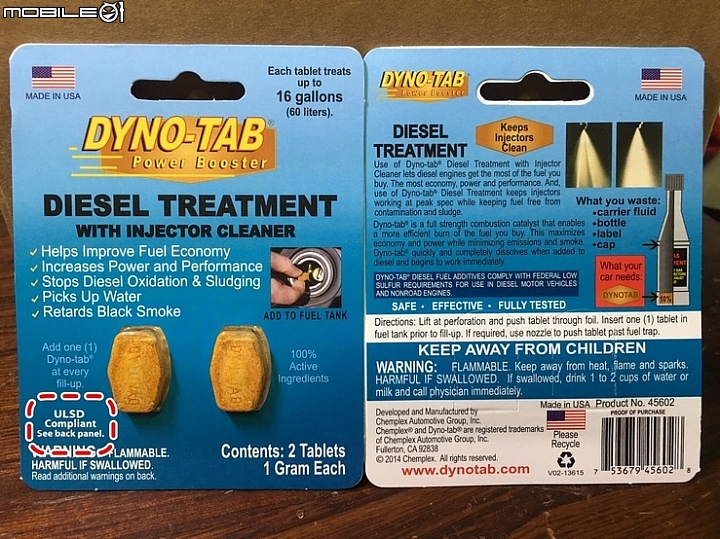 MOBILE01
MADE IN USA
Each tablet treats
up to
16 gallons
(60 liters).
DYNO-TAB®
Power Booster
DIESEL TREATMENT
WITH INJECTOR CLEANER
Helps Improve Fuel Economy
Increases Power and Performance
Stops Diesel Oxidation & Sludging
Picks Up Water
Retards Black Smoke
ADD TO FUEL TANK
Add one (1)
Dyno-tab®
at every
fill-up.
100%
Active
Ingredients
ULSD
Compliant
See back panel.
WARNING: FLAMMABLE.
HARMFUL IF SWALLOWED.
Read additional warnings on back.
Contents: 2 Tablets
1 Gram Each
DYNO-TAB®
Power Booster
MADE IN USA
DIESEL
TREATMENT
Keeps
Injectors
Clean
Use of Dyno-tab® Diesel Treatment with Injector
Cleaner lets diesel engines get the most of the fuel you
buy. The most economy, power and performance. And,
use of Dyno-tab® Diesel Treatment keeps injectors
working at peak spec while keeping fuel free from
contamination and sludge.
Dyno-tab® is a full strength combustion catalyst that enables
a more efficient burn of the fuel you buy. This maximizes
economy and power while minimizing emissions and smoke.
Dyno-tab® quickly and completely dissolves when added to
diesel and begins to work immediately.
DYNO-TAB® DIESEL FUEL ADDITIVES COMPLY WITH FEDERAL LOW
SULFUR REQUIREMENTS FOR USE IN DIESEL MOTOR VEHICLES
AND NONROAD ENGINES.
What you waste:
•carrier fluid
•bottle
•label
•cap
What your
car needs:
DYNOTAB
SAFE • EFFECTIVE • FULLY TESTED
Directions: Lift at perforation and push tablet through foil. Insert one (1) tablet in
fuel tank prior to fill-up. If required, use nozzle to push tablet past fuel trap.
KEEP AWAY FROM CHILDREN
WARNING: FLAMMABLE. Keep away from heat, flame and sparks.
HARMFUL IF SWALLOWED. If swallowed, drink 1 to 2 cups of water or
milk and call physician immediately.
Developed and Manufactured by
Chemplex Automotive Group, Inc.
Chemplex® and Dyno-tab® are registered trademarks
of Chemplex Automotive Group, Inc.
Fullerton, CA 92838
© 2014 Chemplex. All Rights Reserved.
www.dynotab.com
Made in USA
Product No. 45602
PROOF OF PURCHASE
Please
Recycle
V02-13615
7 53679 45602 8